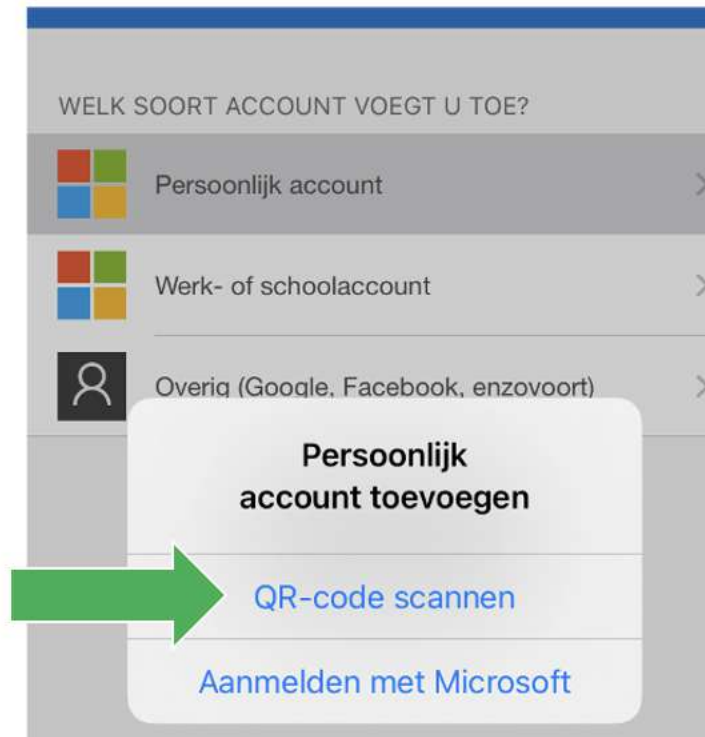 WELK SOORT ACCOUNT VOEGT U TOE?
Persoonlijk account
Werk- of schoolaccount
Overig (Google, Facebook, enzovoort)
Persoonlijk
account toevoegen
QR-code scannen
Aanmelden met Microsoft